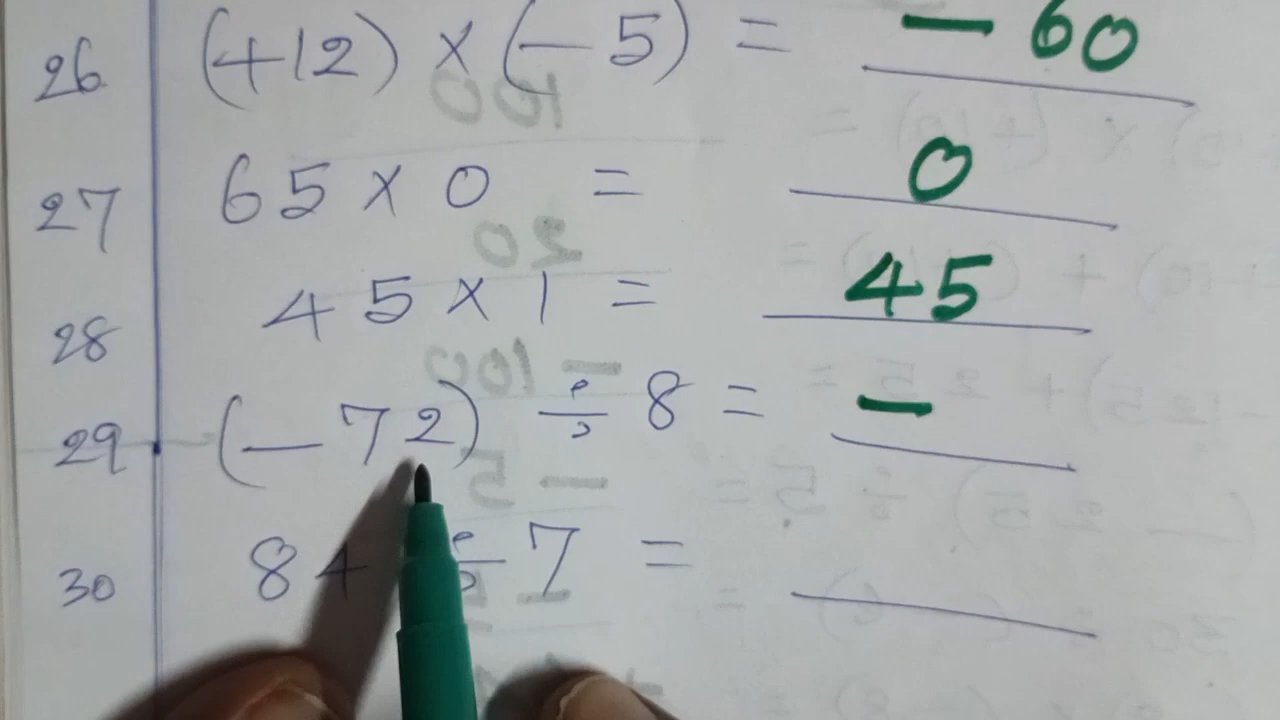 26 (+12) × (- 5) = - 60
27 65 × 0 = 0
28 45 × 1 = 45
29 (- 72) ÷ 8 = -
30 84 ÷ 7 =